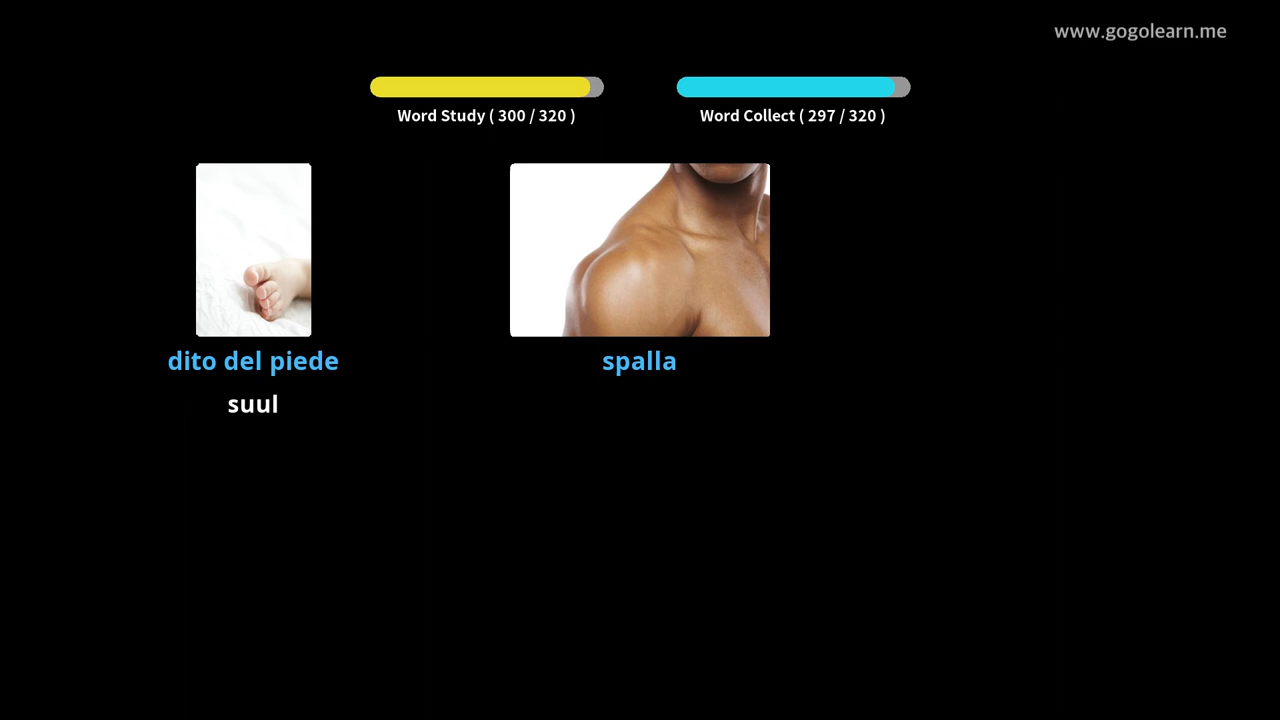 www.gogolearn.me
Word Study ( 300 / 320 )
Word Collect ( 297 / 320 )
dito del piede
spalla
suul